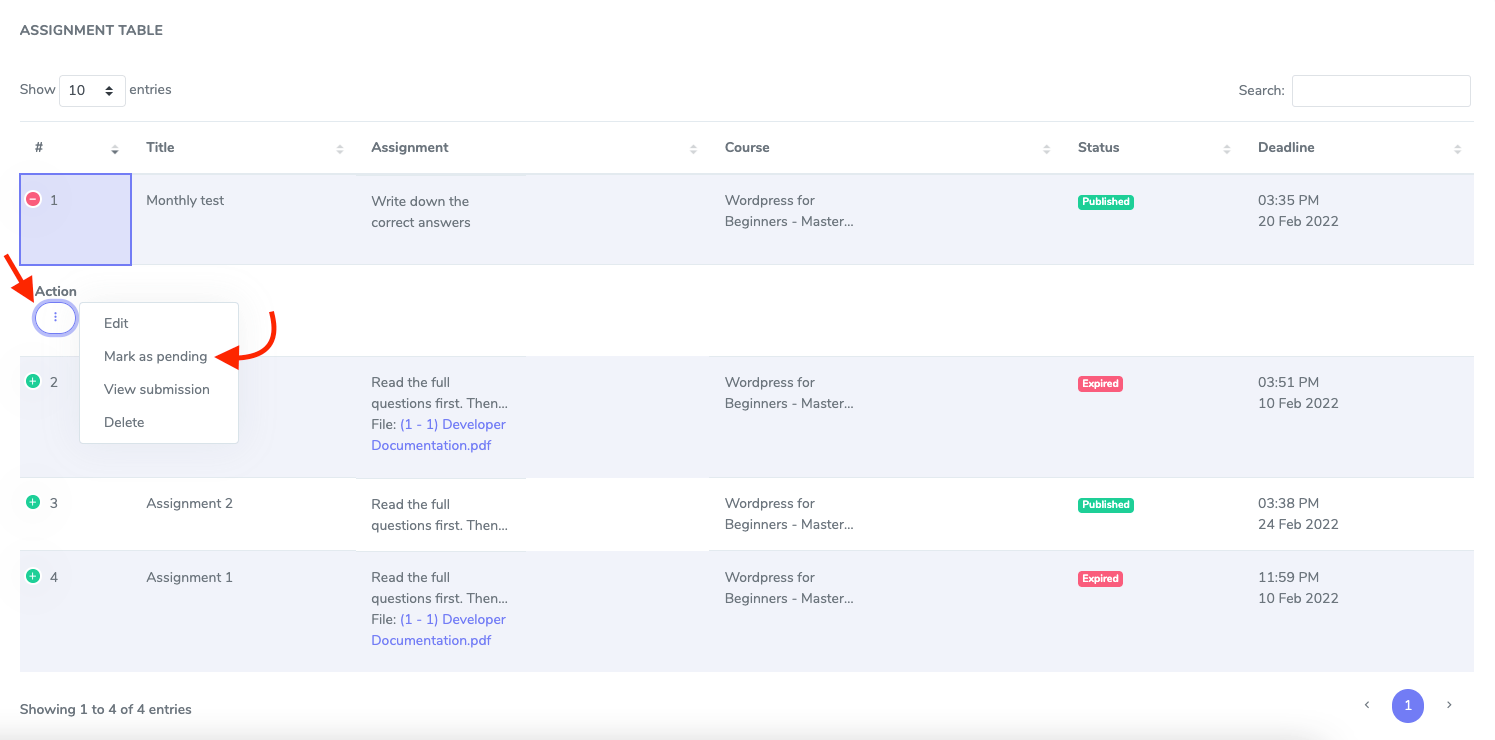 ASSIGNMENT TABLE
Show 10 entries
Search:
# Title Assignment Course Status Deadline
1 Monthly test Write down the Wordpress for Published 03:35 PM
correct answers Beginners - Master... 20 Feb 2022
Action
Edit
Mark as pending
View submission
Delete
2 Read the full Wordpress for Expired 03:51 PM
questions first. Then... Beginners - Master... 10 Feb 2022
File: (1 - 1) Developer
Documentation.pdf
3 Assignment 2 Read the full Wordpress for Published 03:38 PM
questions first. Then... Beginners - Master... 24 Feb 2022
4 Assignment 1 Read the full Wordpress for Expired 11:59 PM
questions first. Then... Beginners - Master... 10 Feb 2022
File: (1 - 1) Developer
Documentation.pdf
Showing 1 to 4 of 4 entries
‹ 1 ›